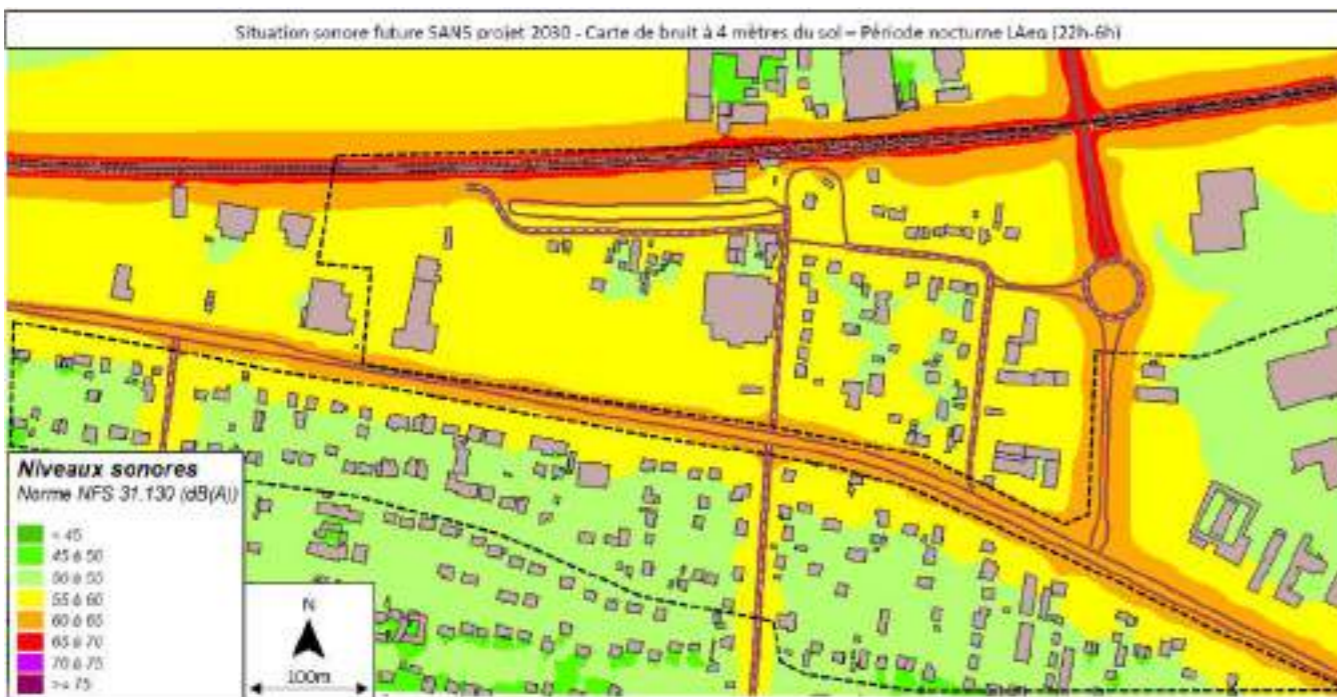 Situation sonore future SANS projet 2030 - Carte de bruit à 4 mètres du sol – Période nocturne LAeq (22h-6h)
Niveaux sonores
Norme NFS 31.130 (dB(A))
< 45
45 à 50
50 à 55
55 à 60
60 à 65
65 à 70
70 à 75
>= 75
N
100m